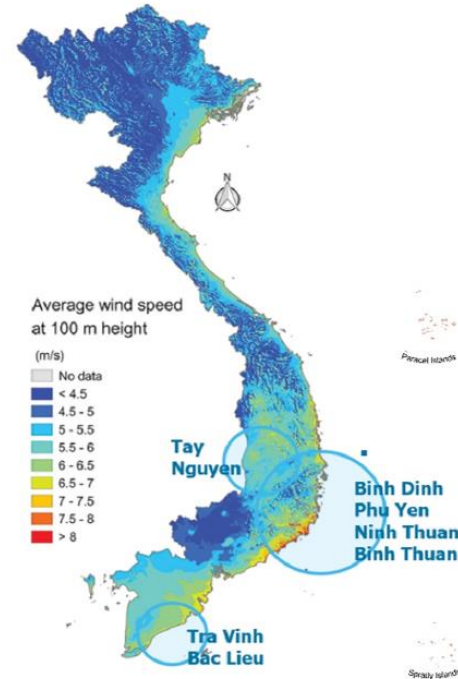 N
Average wind speed
at 100 m height
(m/s)
No data
< 4.5
4.5 - 5
5 - 5.5
5.5 - 6
6 - 6.5
6.5 - 7
7 - 7.5
7.5 - 8
> 8
Paracel Islands
Tay
Nguyen
Binh Dinh
Phu Yen
Ninh Thuan
Binh Thuan
Tra Vinh
Bac Lieu
Spratly Islands